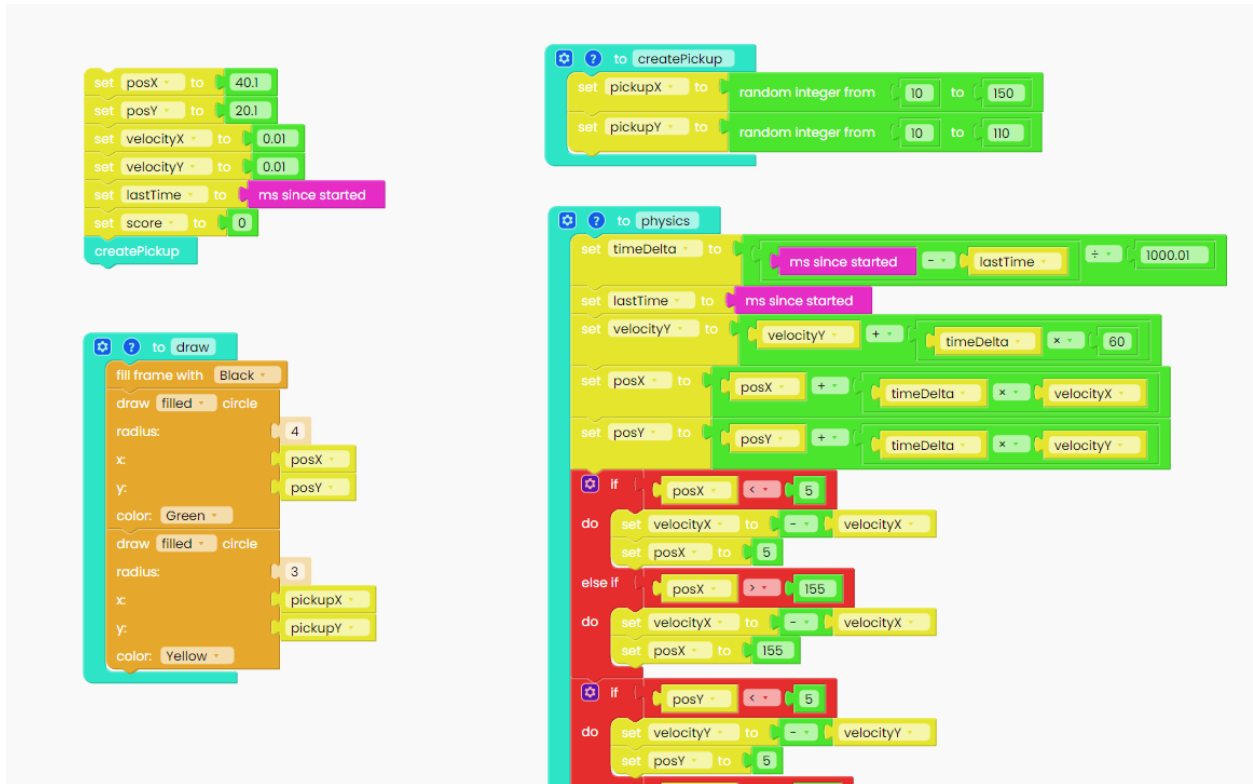 set posX to 40.1
set posY to 20.1
set velocityX to 0.01
set velocityY to 0.01
set lastTime to ms since started
set score to 0
createPickup
? to draw
fill frame with Black
draw filled circle
radius: 4
x: posX
y: posY
color: Green
draw filled circle
radius: 3
x: pickupX
y: pickupY
color: Yellow
? to createPickup
set pickupX to random integer from 10 to 150
set pickupY to random integer from 10 to 110
? to physics
set timeDelta to ms since started - lastTime ÷ 1000.01
set lastTime to ms since started
set velocityY to velocityY + timeDelta × 60
set posX to posX + timeDelta × velocityX
set posY to posY + timeDelta × velocityY
if posX < 5
do set velocityX to - velocityX
set posX to 5
else if posX > 155
do set velocityX to - velocityX
set posX to 155
if posY < 5
do set velocityY to - velocityY
set posY to 5